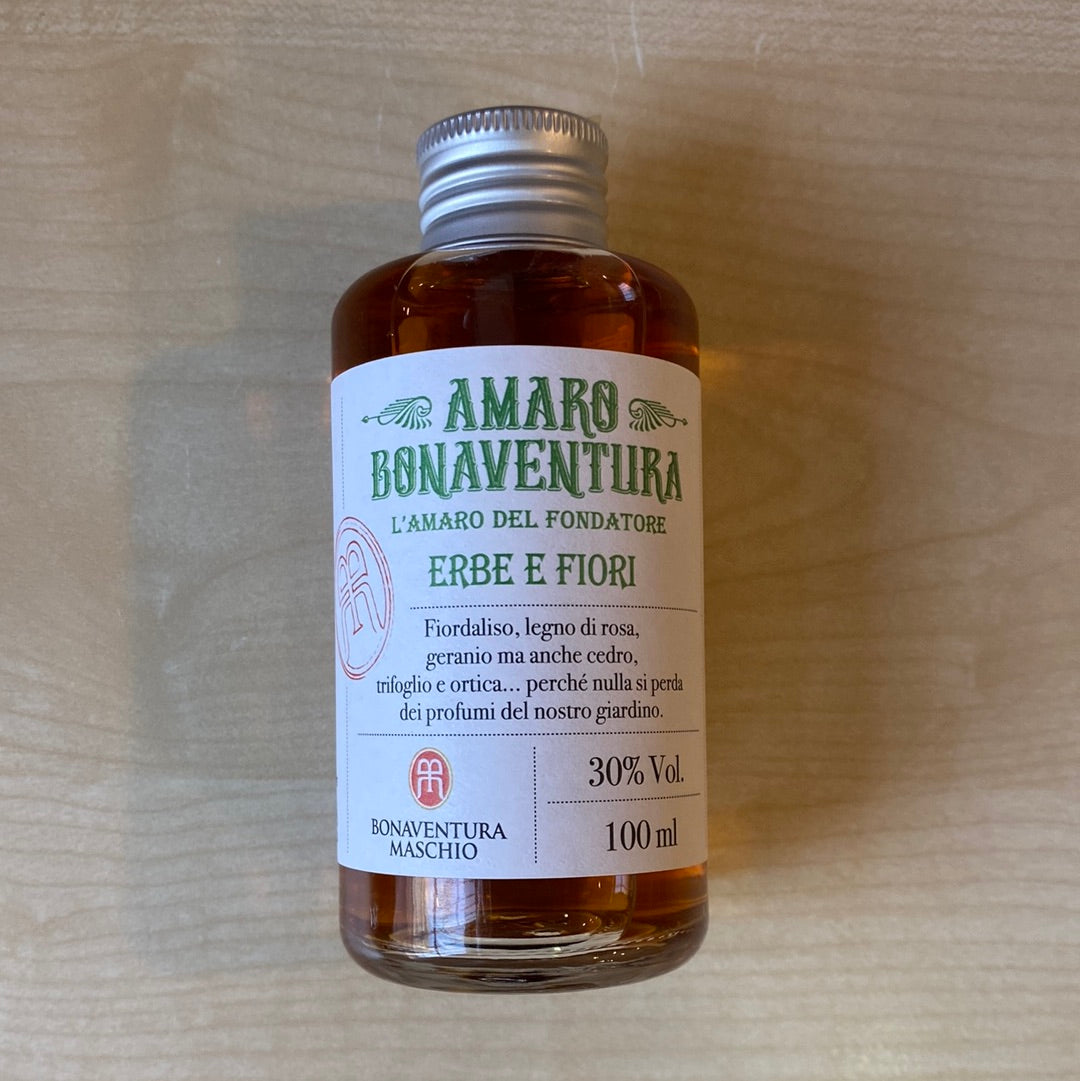 AMARO
BONAVENTURA
L'AMARO DEL FONDATORE
ERBE E FIORI
Fiordaliso, legno di rosa,
geranio ma anche cedro,
trifoglio e ortica... perché nulla si perda
dei profumi del nostro giardino.
BONAVENTURA
MASCHIO
30% Vol.
100 ml